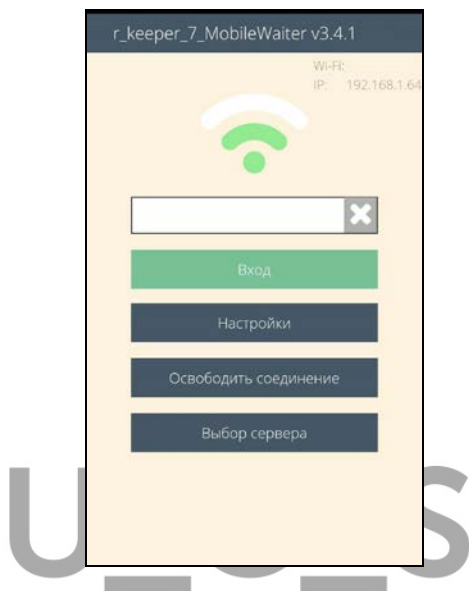 r_keeper_7_MobileWaiter v3.4.1
Wi-Fi:
IP: 192.168.1.64
Вход
Настройки
Освободить соединение
Выбор сервера